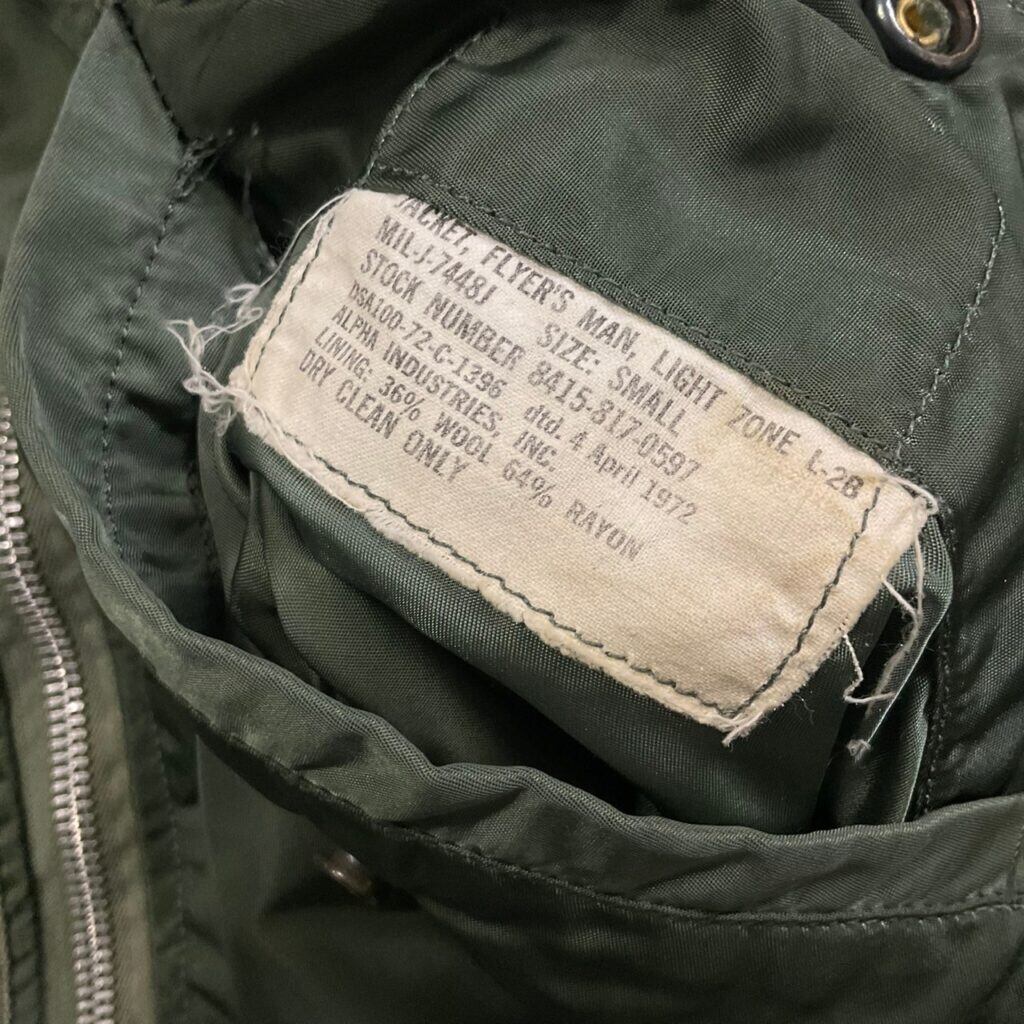 JACKET, FLYER'S MAN, LIGHT ZONE L-2B
MIL-J-7448J SIZE: SMALL
STOCK NUMBER 8415-817-0597
DSA100-72-C-1396 dtd. 4 April 1972
ALPHA INDUSTRIES, INC.
LINING: 36% WOOL 64% RAYON
DRY CLEAN ONLY